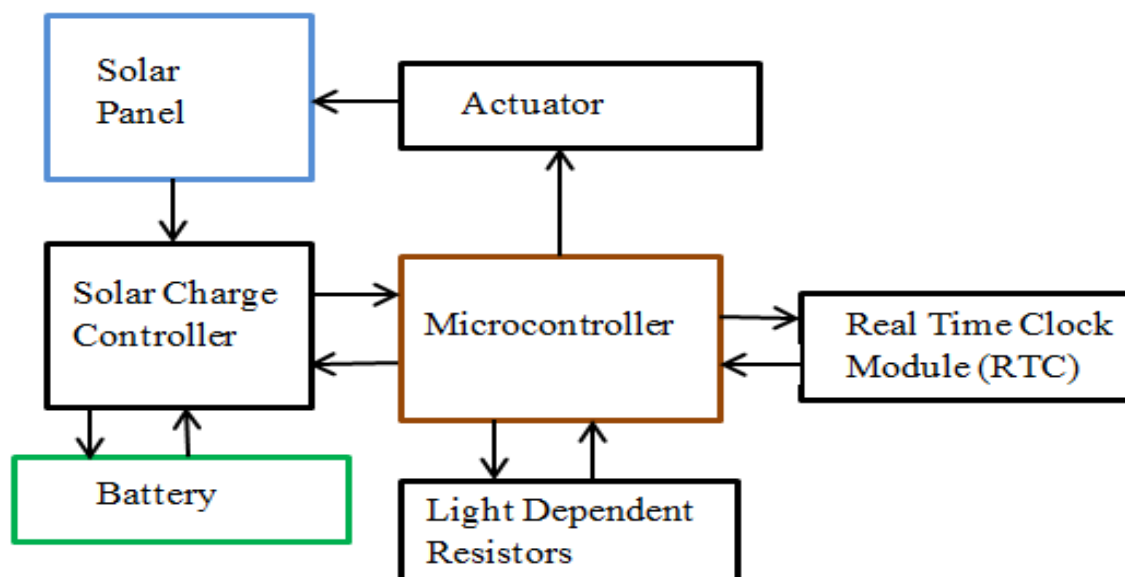 Solar
Panel
Actuator
Solar Charge
Controller
Microcontroller
Real Time Clock
Module (RTC)
Battery
Light Dependent
Resistors